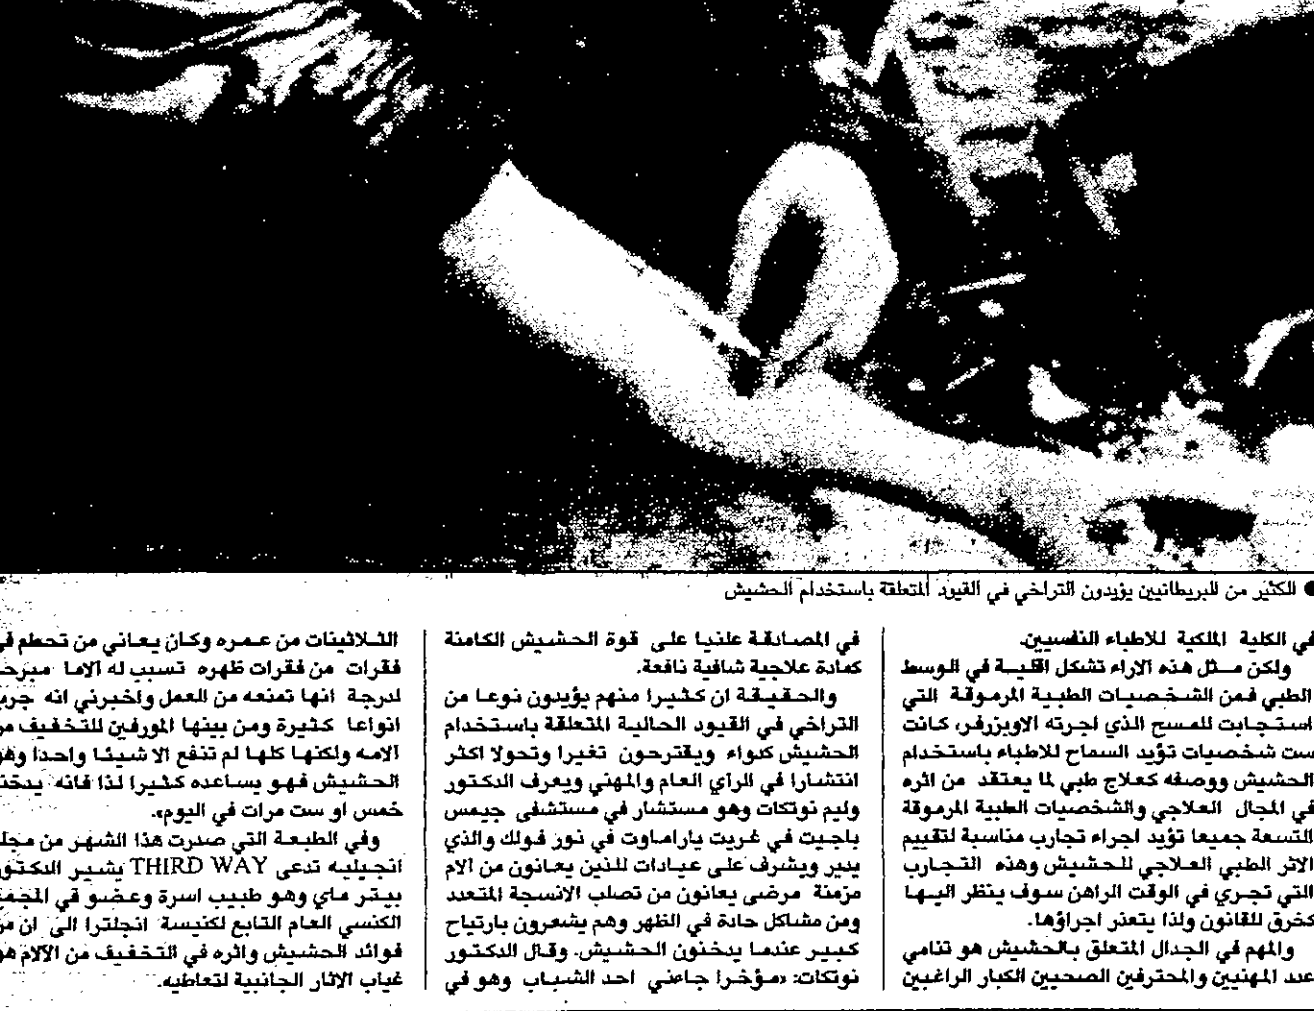 ● الكثير من البريطانيين يؤيدون التراخي في القيود المتعلقة باستخدام الحشيش
في الكلية الملكية للاطباء النفسيين.
ولكن مثل هذه الاراء تشكل اقلية في الوسط
الطبي فمن الشخصيات الطبية المرموقة التي
استجابت للمسح الذي اجرته الاوبزرفر، كانت
ست شخصيات تؤيد السماح للاطباء باستخدام
الحشيش ووصفه كعلاج طبي لما يعتقد من اثره
في المجال العلاجي والشخصيات الطبية المرموقة
التسعة جميعا تؤيد اجراء تجارب مناسبة لتقييم
الاثر الطبي العلاجي للحشيش وهذه التجارب
التي تجري في الوقت الراهن سوف ينظر اليها
كخرق للقانون ولذا يتعذر اجراؤها.
والمهم في الجدال المتعلق بالحشيش هو تنامي
عند المهنيين والمحترفين الصحيين الكبار الراغبين
في المصادقة علنيا على قوة الحشيش الكامنة
كمادة علاجية شافية نافعة.
والحقيقة ان كثيرا منهم يؤيدون نوعا من
التراخي في القيود الحالية المتعلقة باستخدام
الحشيش كدواء ويقترحون تغيرا وتحولا اكثر
انتشارا في الرأي العام والمهني ويعرف الدكتور
وليم نوتكات وهو مستشار في مستشفى جيمس
باجيت في غريت ياراماوت في نور فولك والذي
يدير ويشرف على عيادات للذين يعانون من الام
مزمنة مرضى يعانون من تصلب الانسجة المتعدد
ومن مشاكل حادة في الظهر وهم يشعرون بارتياح
كبير عندما يدخنون الحشيش. وقال الدكتور
نوتكات: «مؤخرا جاءني احد الشباب وهو في
الثلاثينات من عمره وكان يعاني من تحطم في
فقرات من فقرات ظهره تسبب له الاما مبرحة
لدرجة انها تمنعه من العمل واخبرني انه جرب
انواعا كثيرة ومن بينها المورفين للتخفيف من
آلامه ولكنها كلها لم تنفع الا شيئا واحدا وهو
الحشيش فهو يساعده كثيرا لذا فانه يدخن
خمس او ست مرات في اليوم».
وفي الطبعة التي صدرت هذا الشهر من مجلة
انجيليه تدعى THIRD WAY يشير الدكتور
بيتر ماي وهو طبيب اسرة وعضو في المجمع
الكنسي العام التابع لكنيسة انجلترا الى ان من
فوائد الحشيش واثره في التخفيف من الآلام هو
غياب الآثار الجانبية لتعاطيه.